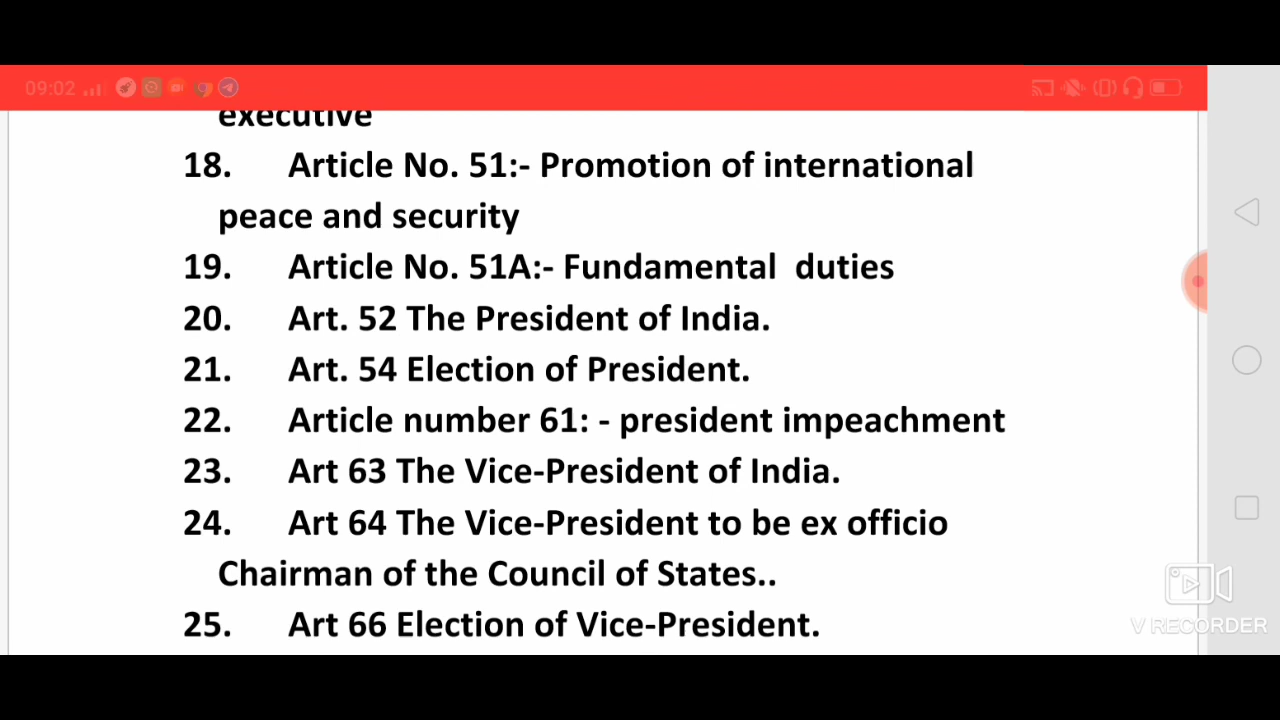 09:02
executive
18. Article No. 51:- Promotion of international
peace and security
19. Article No. 51A:- Fundamental duties
20. Art. 52 The President of India.
21. Art. 54 Election of President.
22. Article number 61: - president impeachment
23. Art 63 The Vice-President of India.
24. Art 64 The Vice-President to be ex officio
Chairman of the Council of States..
25. Art 66 Election of Vice-President.
V RECORDER